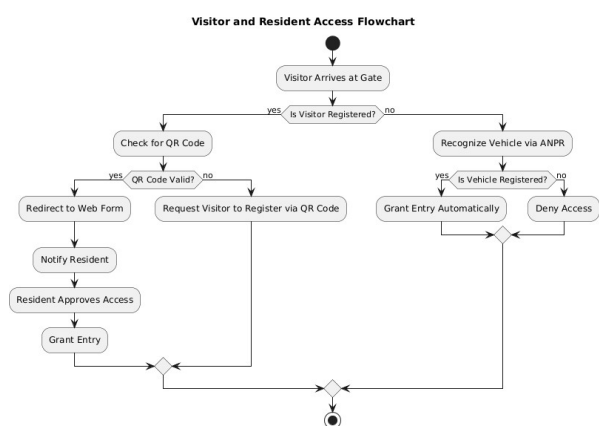 Visitor and Resident Access Flowchart
Visitor Arrives at Gate
yes
Is Visitor Registered?
no
Check for QR Code
Recognize Vehicle via ANPR
yes
QR Code Valid?
no
yes
Is Vehicle Registered?
no
Redirect to Web Form
Request Visitor to Register via QR Code
Grant Entry Automatically
Deny Access
Notify Resident
Resident Approves Access
Grant Entry